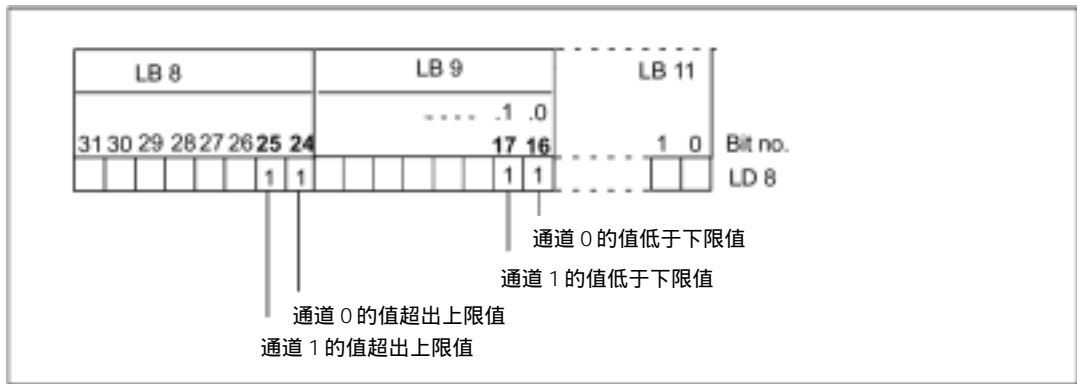 LB 8 LB 9 LB 11
.1 .0
31 30 29 28 27 26 25 24 17 16 1 0 Bit no.
1 1 1 1 LD 8
通道 0 的值低于下限值
通道 1 的值低于下限值
通道 0 的值超出上限值
通道 1 的值超出上限值